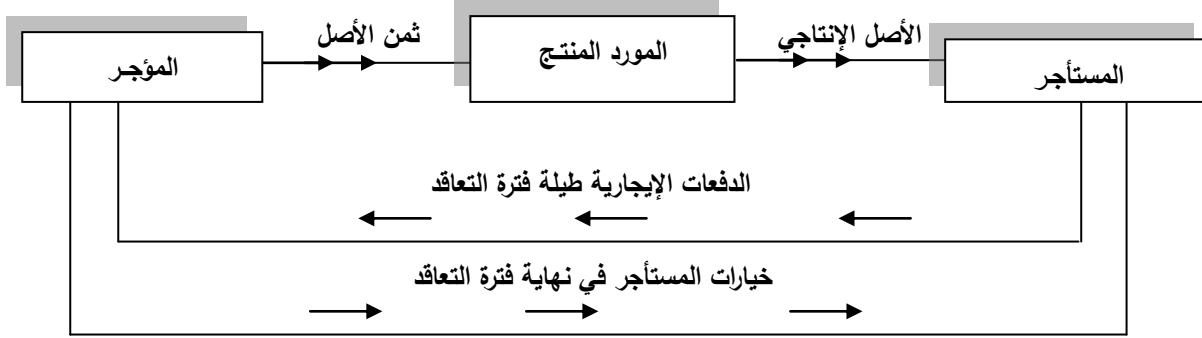 الأصل الإنتاجي
ثمن الأصل
المستأجر
المورد المنتج
المؤجر
الدفعات الإيجارية طيلة فترة التعاقد
خيارات المستأجر في نهاية فترة التعاقد